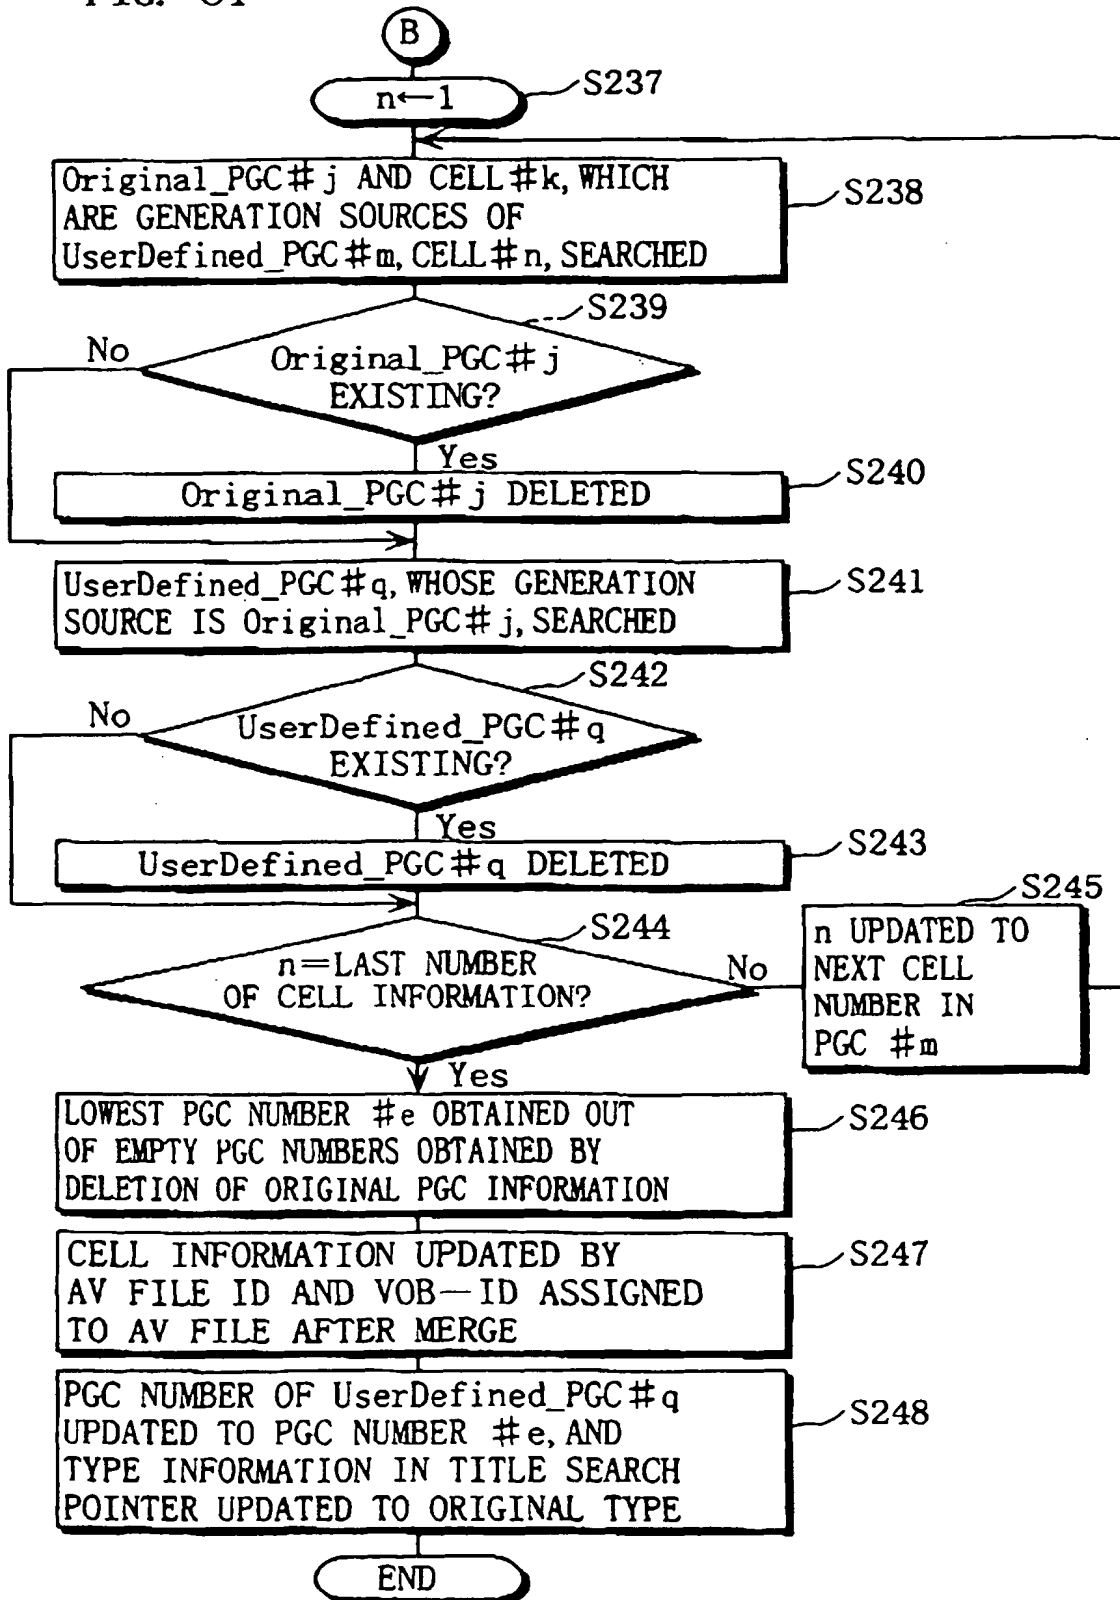 B
n←1
S237
Original_PGC#j AND CELL#k, WHICH
ARE GENERATION SOURCES OF
UserDefined_PGC#m, CELL#n, SEARCHED
S238
S239
No
Original_PGC#j
EXISTING?
Yes
Original_PGC#j DELETED
S240
UserDefined_PGC#q, WHOSE GENERATION
SOURCE IS Original_PGC#j, SEARCHED
S241
S242
No
UserDefined_PGC#q
EXISTING?
Yes
UserDefined_PGC#q DELETED
S243
S244
n=LAST NUMBER
OF CELL INFORMATION?
No
S245
n UPDATED TO
NEXT CELL
NUMBER IN
PGC #m
Yes
LOWEST PGC NUMBER #e OBTAINED OUT
OF EMPTY PGC NUMBERS OBTAINED BY
DELETION OF ORIGINAL PGC INFORMATION
S246
CELL INFORMATION UPDATED BY
AV FILE ID AND VOB-ID ASSIGNED
TO AV FILE AFTER MERGE
S247
PGC NUMBER OF UserDefined_PGC#q
UPDATED TO PGC NUMBER #e, AND
TYPE INFORMATION IN TITLE SEARCH
POINTER UPDATED TO ORIGINAL TYPE
S248
END